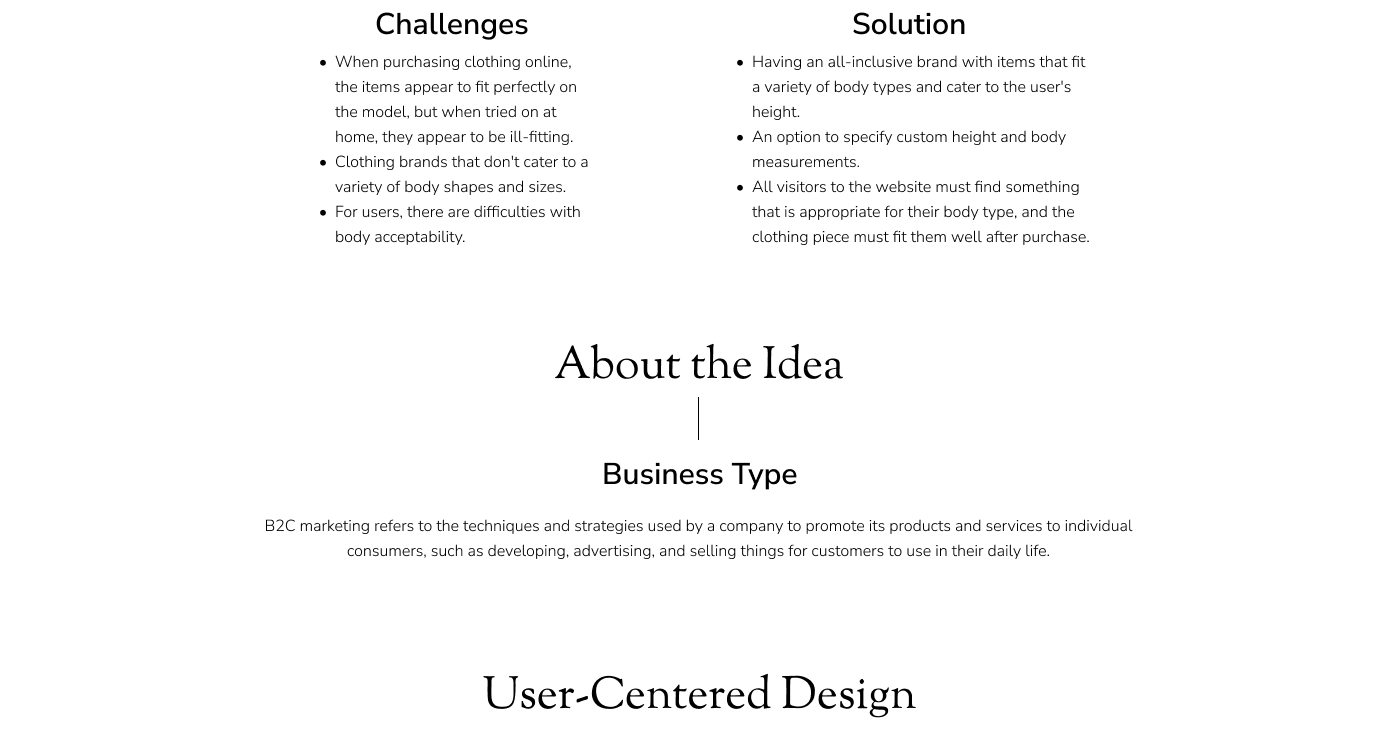 Challenges
• When purchasing clothing online,
the items appear to fit perfectly on
the model, but when tried on at
home, they appear to be ill-fitting.
• Clothing brands that don't cater to a
variety of body shapes and sizes.
• For users, there are difficulties with
body acceptability.
Solution
• Having an all-inclusive brand with items that fit
a variety of body types and cater to the user's
height.
• An option to specify custom height and body
measurements.
• All visitors to the website must find something
that is appropriate for their body type, and the
clothing piece must fit them well after purchase.
About the Idea
Business Type
B2C marketing refers to the techniques and strategies used by a company to promote its products and services to individual
consumers, such as developing, advertising, and selling things for customers to use in their daily life.
User-Centered Design